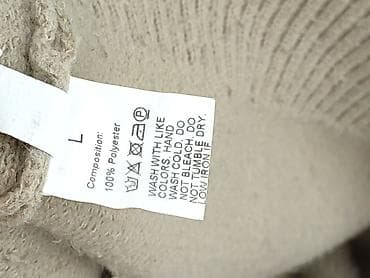 L
Composition:
100% Polyester
WASH WITH LIKE
COLORS, HAND
WASH COLD. DO
NOT BLEACH. DO
NOT TUMBLE DRY.
LOW IRON IF